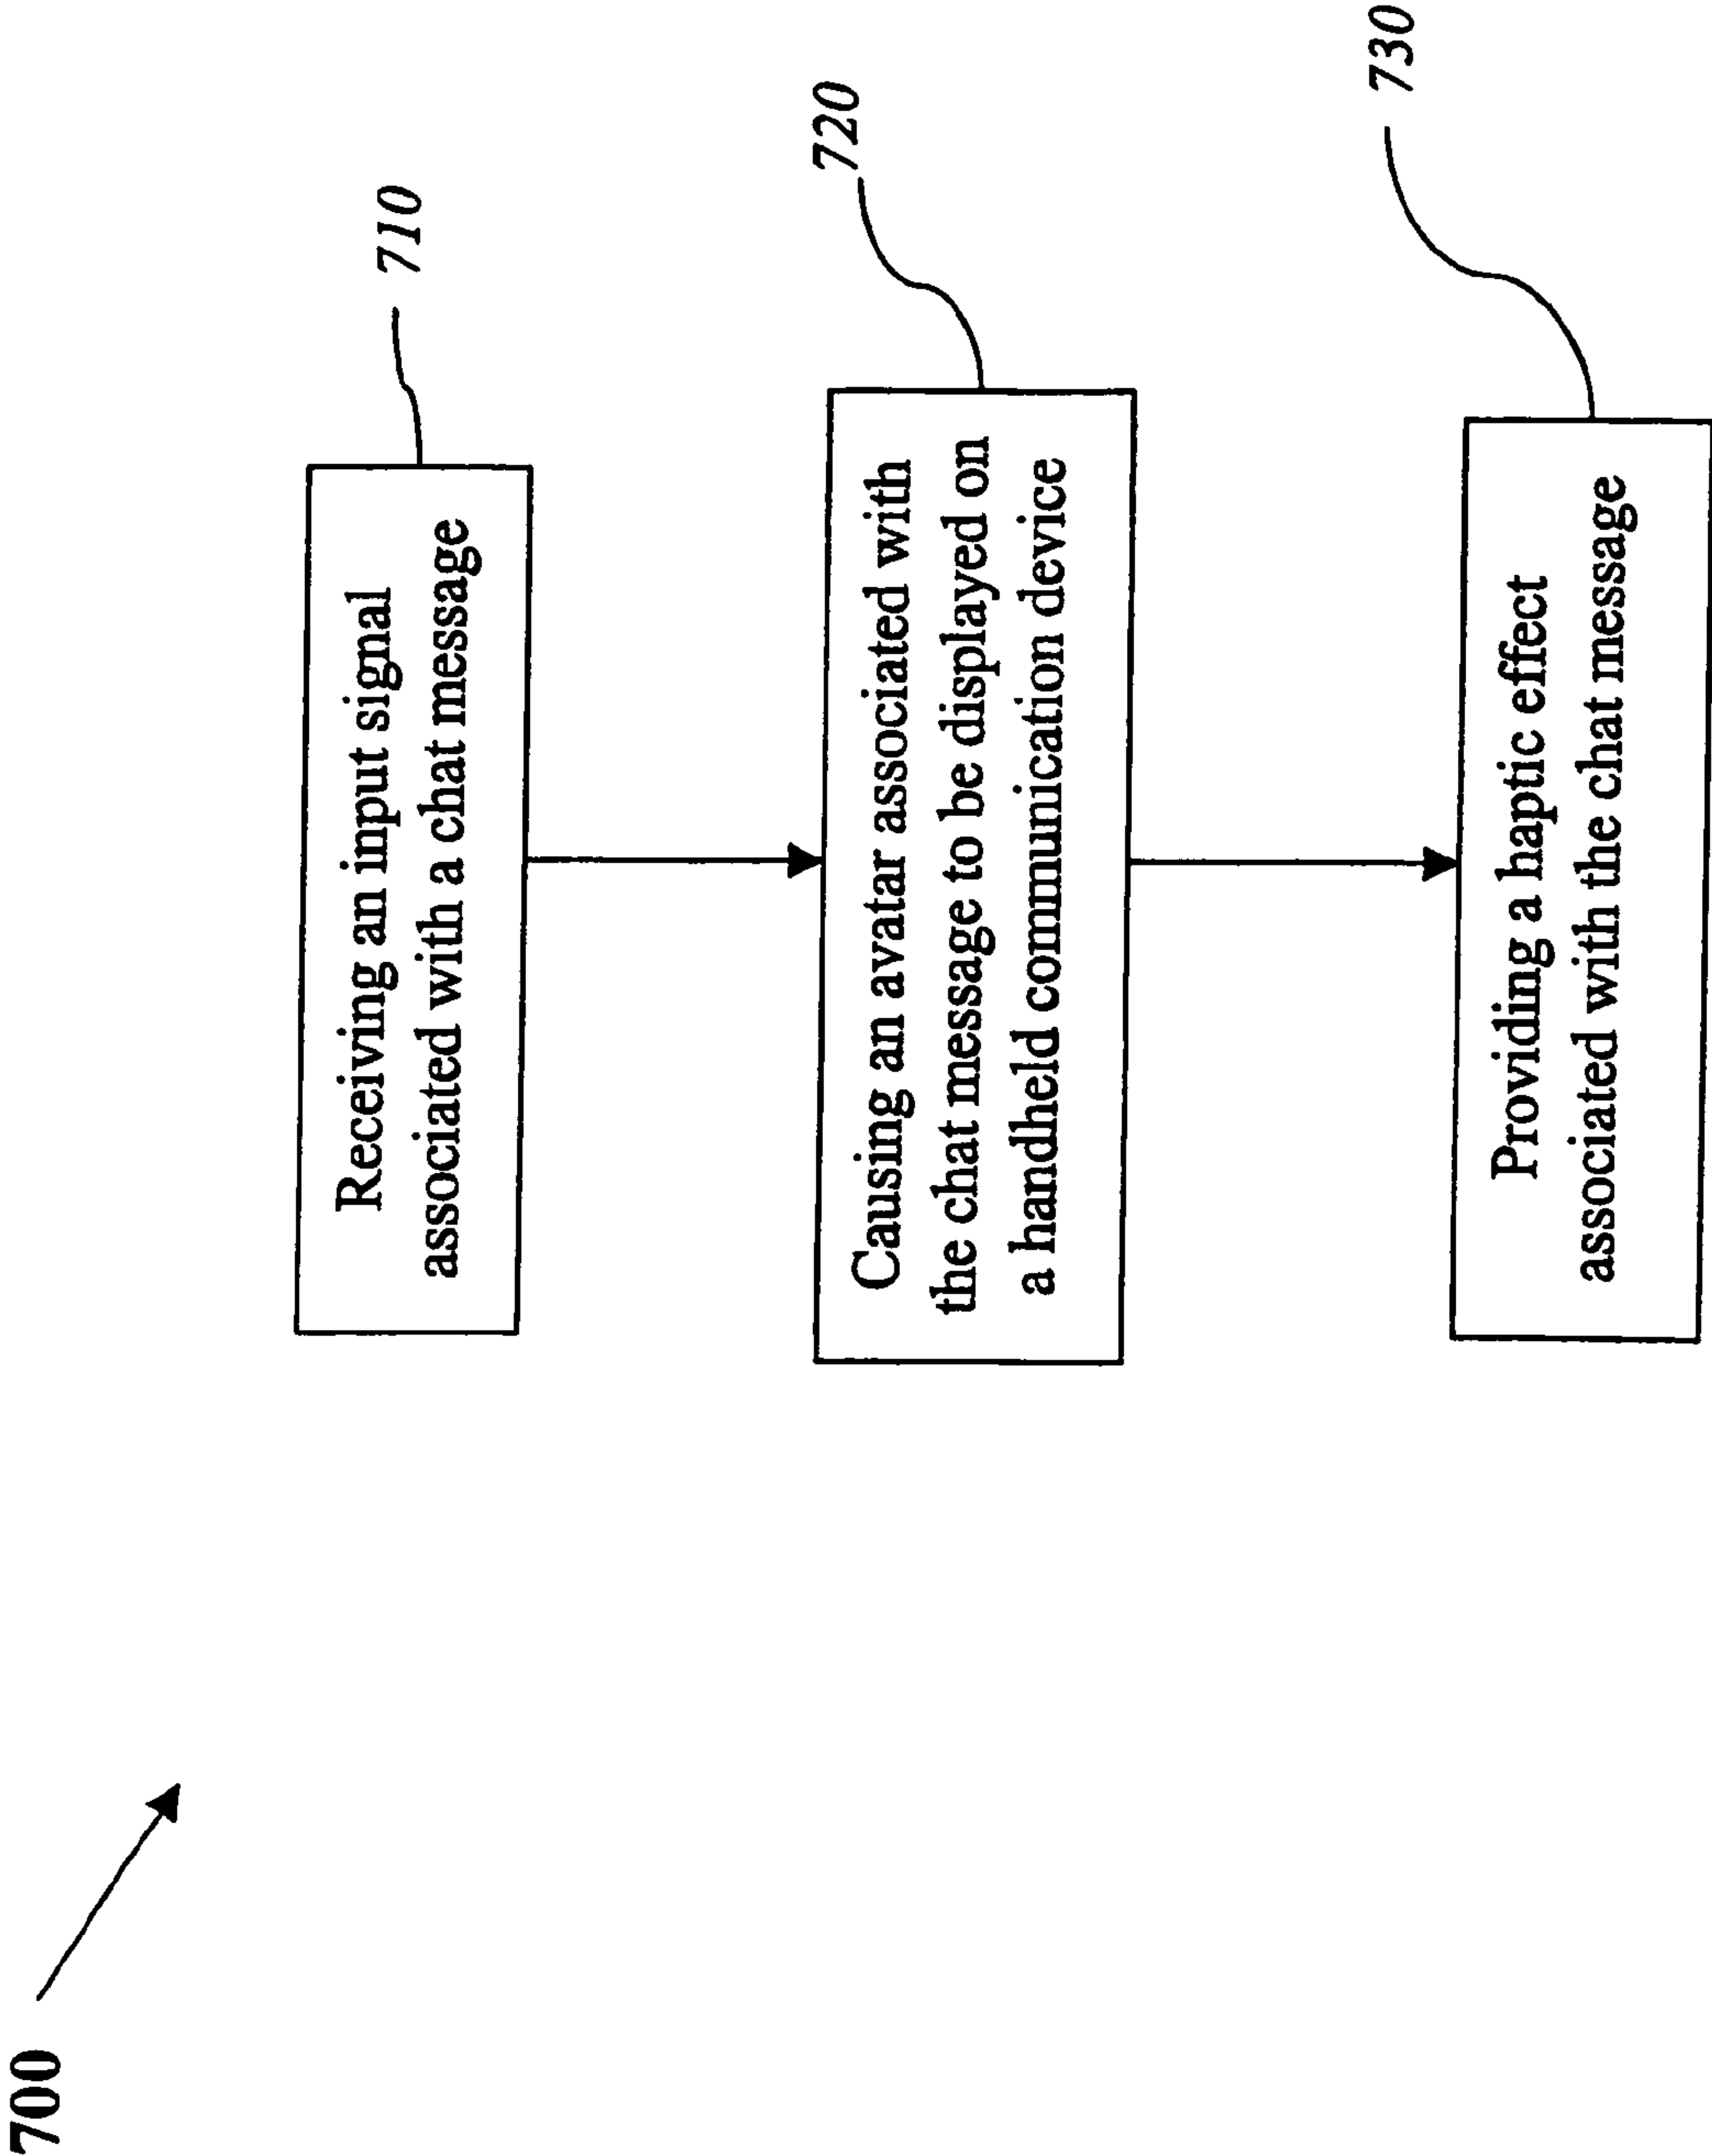 700
710
Receiving an input signal
associated with a chat message
720
Causing an avatar associated with
the chat message to be displayed on
a handheld communication device
730
Providing a haptic effect
associated with the chat message